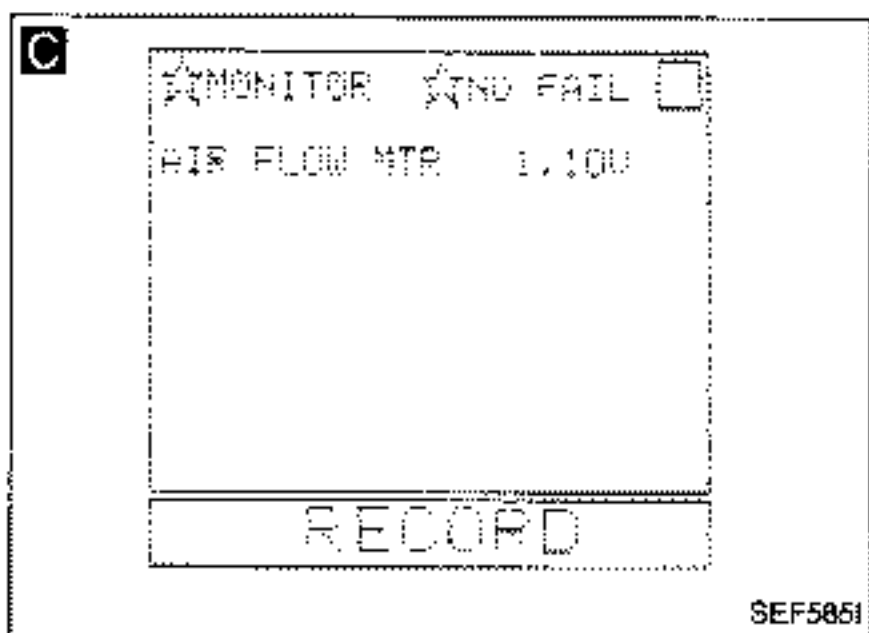 C
☆MONITOR ☆NO FAIL □
AIR FLOW MTR 1.10V
RECORD
SEF585I